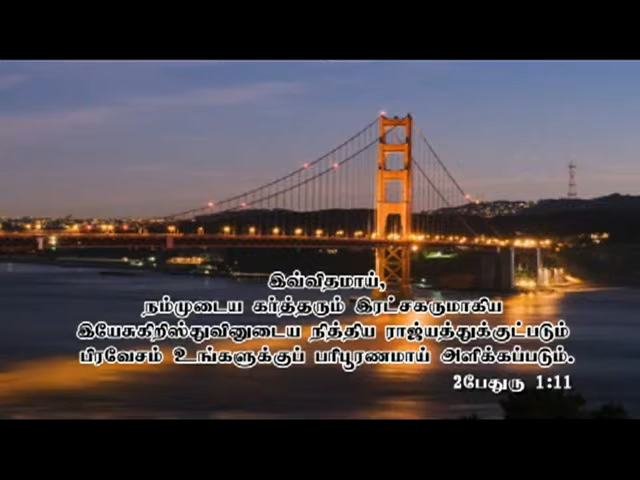 இவ்விதமாய்,
நம்முடைய கர்த்தரும் இரட்சகருமாகிய
இயேசுகிறிஸ்துவினுடைய நித்திய ராஜ்யத்துக்குட்படும்
பிரவேசம் உங்களுக்குப் பரிபூரணமாய் அளிக்கப்படும்.
2பேதுரு 1:11